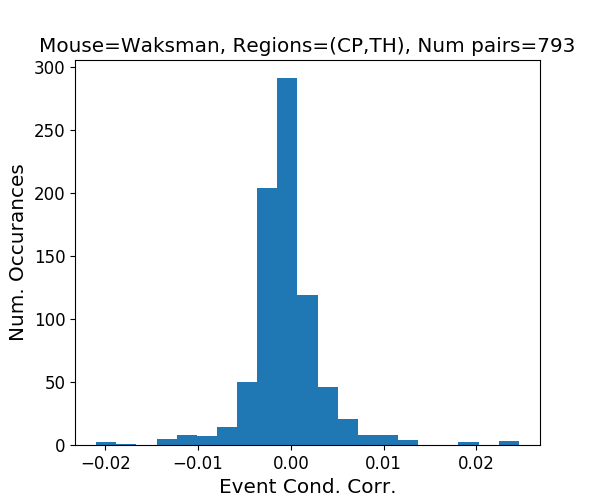 Mouse=Waksman, Regions=(CP,TH), Num pairs=793
300
250
200
150
100
50
0
Num. Occurances
−0.02 −0.01 0.00 0.01 0.02
Event Cond. Corr.